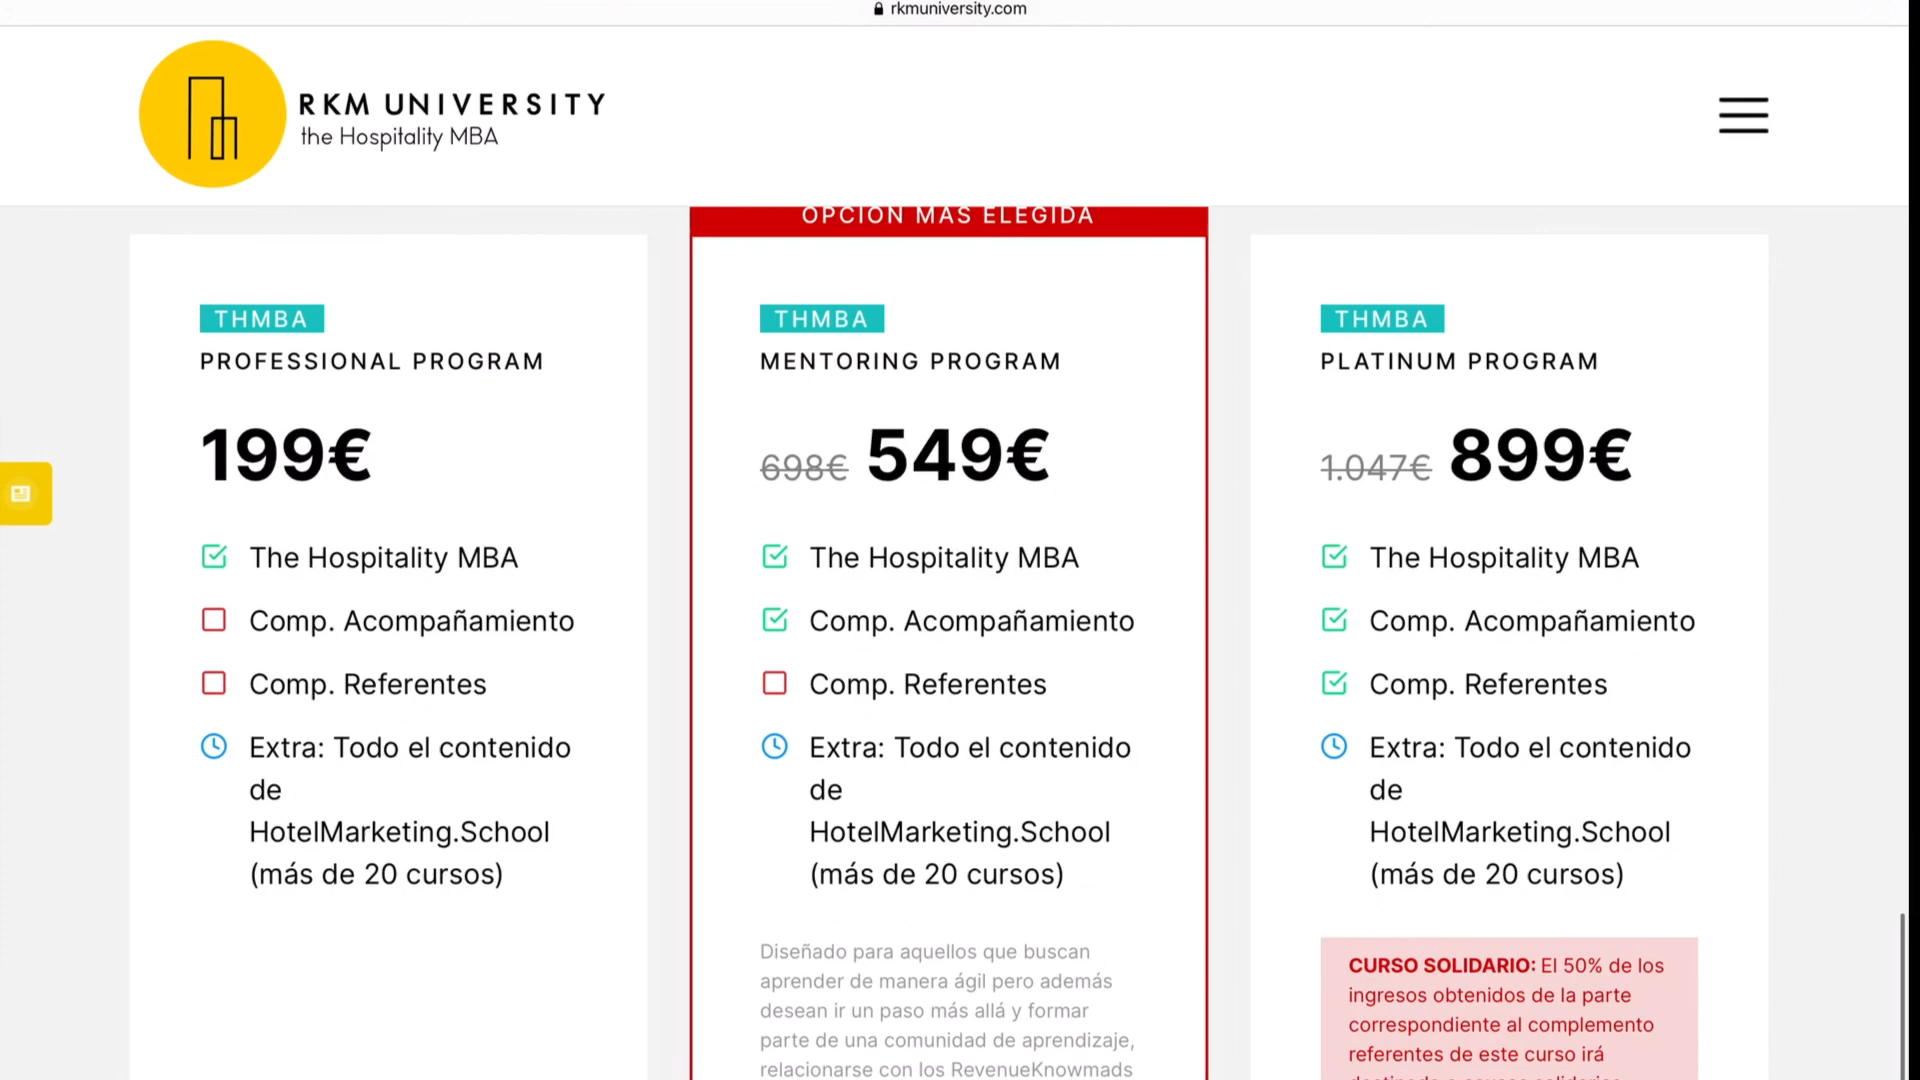 rkmuniversity.com
RKM UNIVERSITY
the Hospitality MBA
THMBA
PROFESSIONAL PROGRAM
199€
The Hospitality MBA
Comp. Acompañamiento
Comp. Referentes
Extra: Todo el contenido
de
HotelMarketing.School
(más de 20 cursos)
OPCIÓN MÁS ELEGIDA
THMBA
MENTORING PROGRAM
698€ 549€
The Hospitality MBA
Comp. Acompañamiento
Comp. Referentes
Extra: Todo el contenido
de
HotelMarketing.School
(más de 20 cursos)
Diseñado para aquellos que buscan
aprender de manera ágil pero además
desean ir un paso más allá y formar
parte de una comunidad de aprendizaje,
relacionarse con los RevenueKnowmads
THMBA
PLATINUM PROGRAM
1.047€ 899€
The Hospitality MBA
Comp. Acompañamiento
Comp. Referentes
Extra: Todo el contenido
de
HotelMarketing.School
(más de 20 cursos)
CURSO SOLIDARIO: El 50% de los
ingresos obtenidos de la parte
correspondiente al complemento
referentes de este curso irá